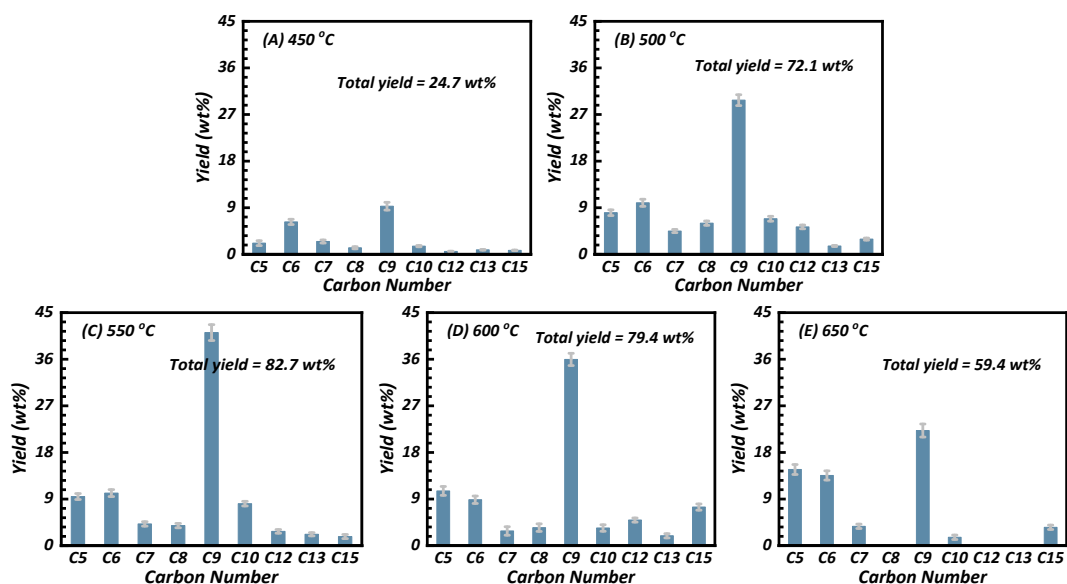 (A) 450 °C
Total yield = 24.7 wt%
Yield (wt%)
45
36
27
18
9
0
C5 C6 C7 C8 C9 C10 C12 C13 C15
Carbon Number
(B) 500 °C
Total yield = 72.1 wt%
Yield (wt%)
45
36
27
18
9
0
C5 C6 C7 C8 C9 C10 C12 C13 C15
Carbon Number
(C) 550 °C
Total yield = 82.7 wt%
Yield (wt%)
45
36
27
18
9
0
C5 C6 C7 C8 C9 C10 C12 C13 C15
Carbon Number
(D) 600 °C
Total yield = 79.4 wt%
Yield (wt%)
45
36
27
18
9
0
C5 C6 C7 C8 C9 C10 C12 C13 C15
Carbon Number
(E) 650 °C
Total yield = 59.4 wt%
Yield (wt%)
45
36
27
18
9
0
C5 C6 C7 C8 C9 C10 C12 C13 C15
Carbon Number